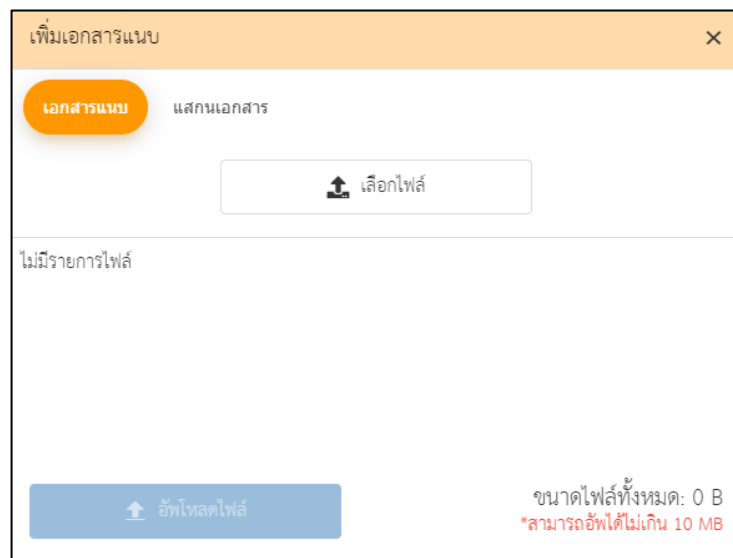 เพิ่มเอกสารแนบ ×
เอกสารแนบ แสกนเอกสาร
เลือกไฟล์
ไม่มีรายการไฟล์
อัพโหลดไฟล์
ขนาดไฟล์ทั้งหมด: 0 B
*สามารถอัพได้ไม่เกิน 10 MB